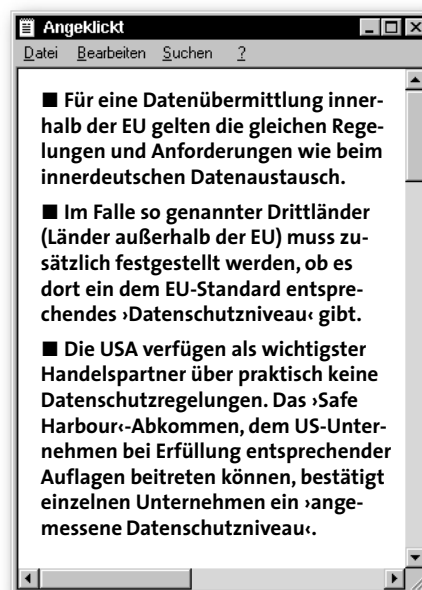 Angeklickt
Datei Bearbeiten Suchen ?
■ Für eine Datenübermittlung inner-
halb der EU gelten die gleichen Rege-
lungen und Anforderungen wie beim
innerdeutschen Datenaustausch.
■ Im Falle so genannter Drittländer
(Länder außerhalb der EU) muss zu-
sätzlich festgestellt werden, ob es
dort ein dem EU-Standard entspre-
chendes ›Datenschutzniveau‹ gibt.
■ Die USA verfügen als wichtigster
Handelspartner über praktisch keine
Datenschutzregelungen. Das ›Safe
Harbour‹-Abkommen, dem US-Unter-
nehmen bei Erfüllung entsprechender
Auflagen beitreten können, bestätigt
einzelnen Unternehmen ein ›ange-
messene Datenschutzniveau‹.